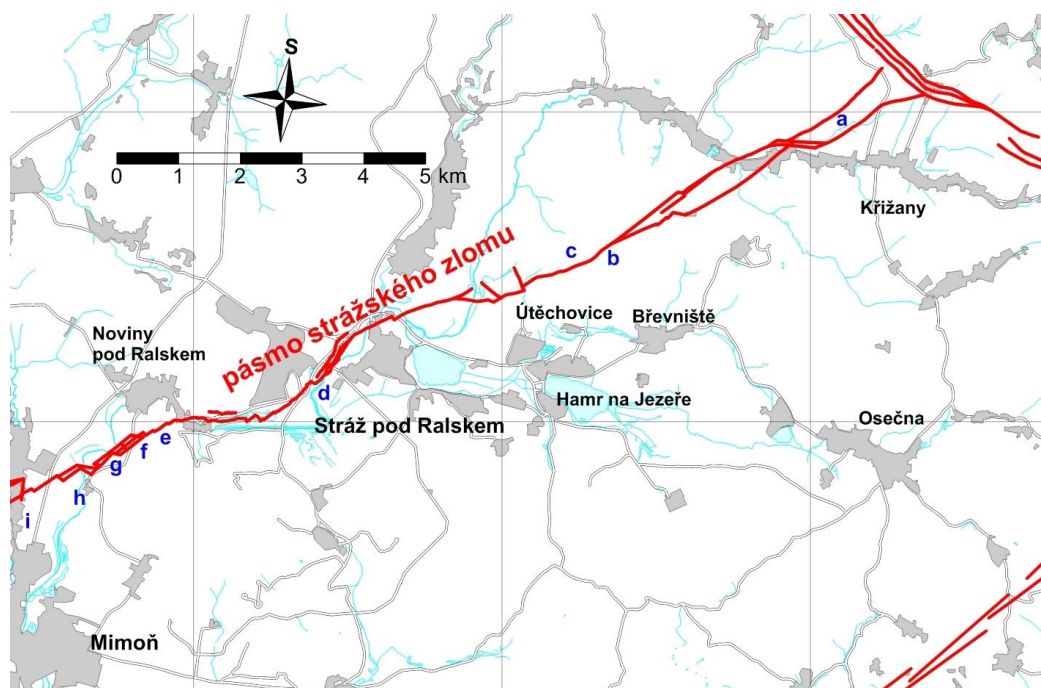 S
a
0 1 2 3 4 5 km
Křižany
pásmo strážského zlomu
c
b
Útěchovice
Břevniště
Noviny
pod Ralskem
d
Hamr na Jezeře
Stráž pod Ralskem
Osečna
e
f
g
h
i
Mimoň